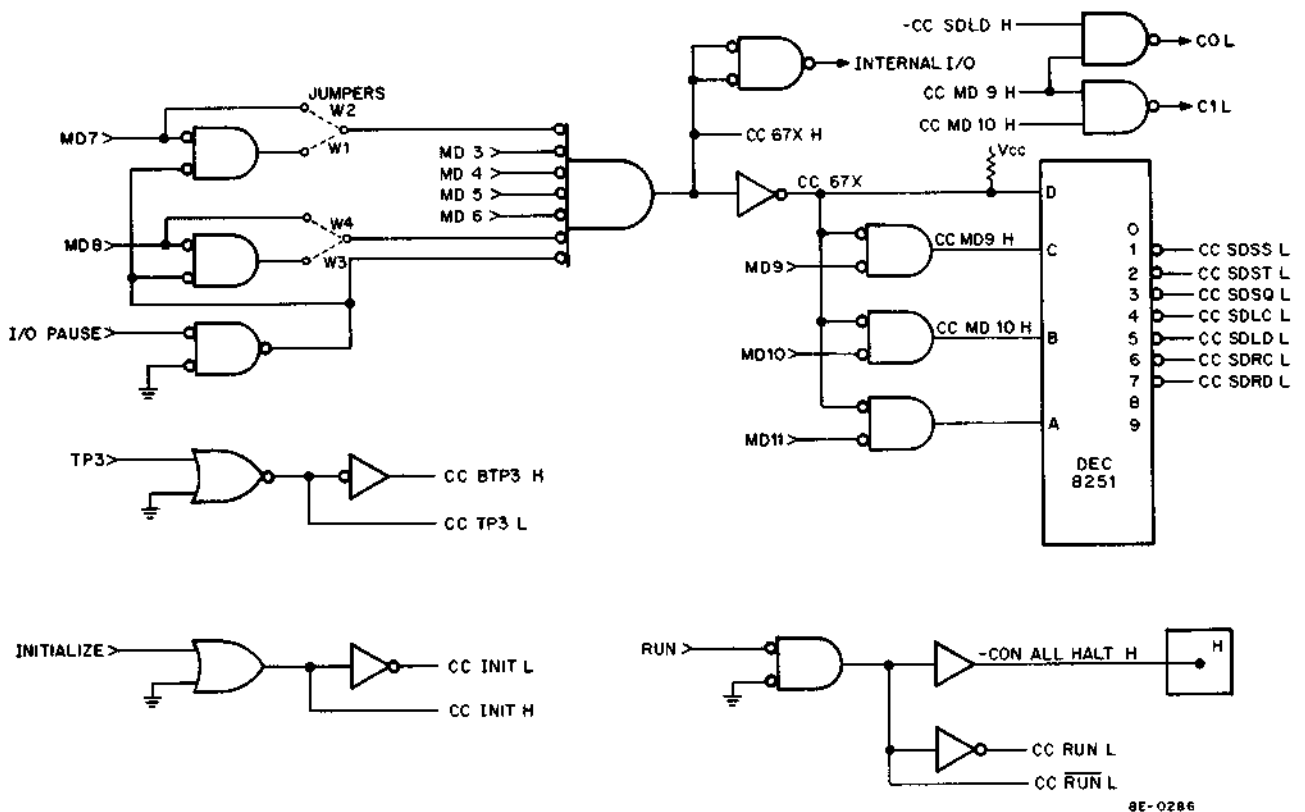 -CC SDLD H
C0 L
INTERNAL I/O
JUMPERS
W2
CC MD 9 H
C1 L
MD7
W1
CC MD 10 H
MD 3
CC 67X H
MD 4
Vcc
MD 5
CC 67X
D
MD 6
W4
0
MD8
CC MD9 H
C
1
CC SDSS L
W3
MD9
2
CC SDST L
3
CC SDSQ L
I/O PAUSE
CC MD 10 H
B
4
CC SDLC L
MD10
5
CC SDLD L
6
CC SDRC L
7
CC SDRD L
8
A
9
MD11
TP3
DEC
8251
CC BTP3 H
CC TP3 L
INITIALIZE
RUN
-CON ALL HALT H
H
CC INIT L
CC INIT H
CC RUN L
CC R̅U̅N̅ L
8E-0286